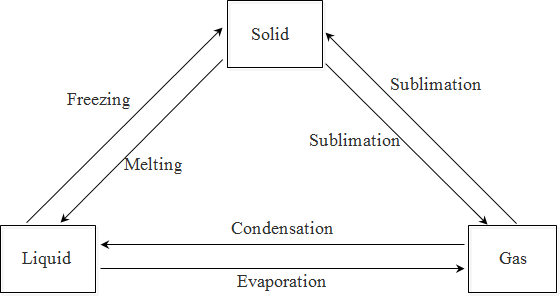 Solid
Sublimation
Freezing
Sublimation
Melting
Condensation
Liquid
Gas
Evaporation